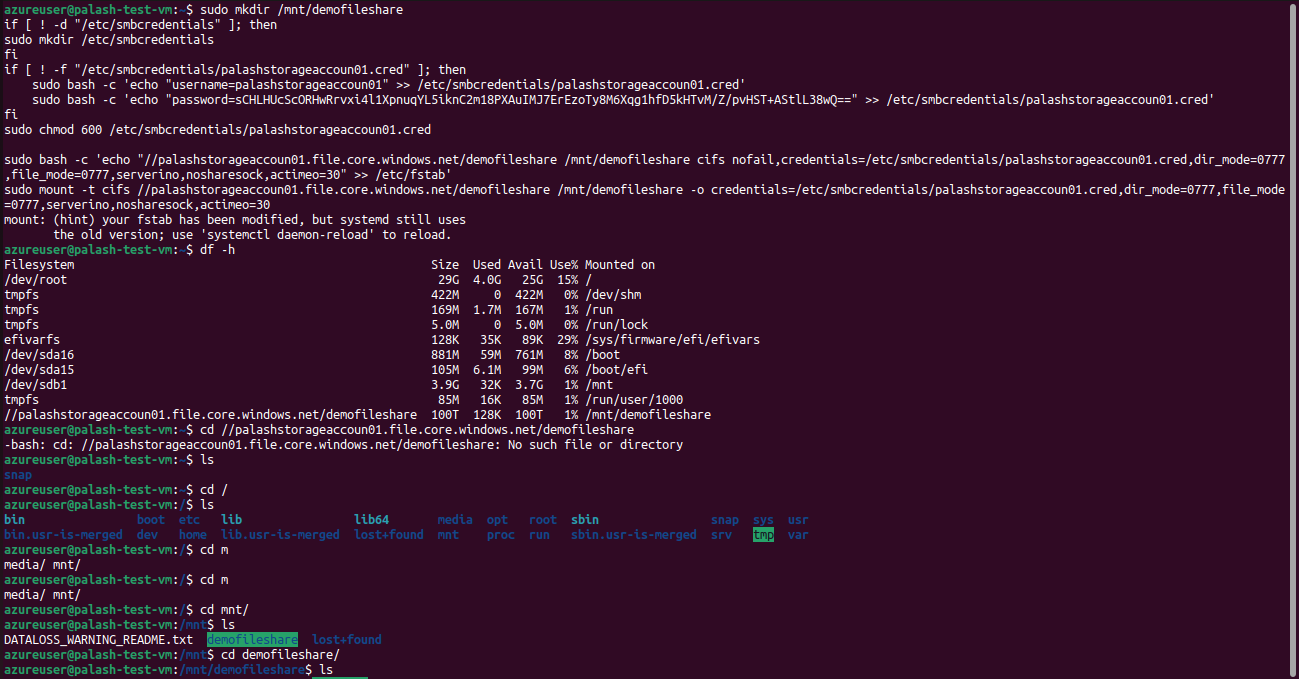 azureuser@palash-test-vm:~$ sudo mkdir /mnt/demofileshare
if [ ! -d "/etc/smbcredentials" ]; then
sudo mkdir /etc/smbcredentials
fi
if [ ! -f "/etc/smbcredentials/palashstorageaccoun01.cred" ]; then
    sudo bash -c 'echo "username=palashstorageaccoun01" >> /etc/smbcredentials/palashstorageaccoun01.cred'
    sudo bash -c 'echo "password=sCHLHUcScORHwRrvxi4l1XpnuqYL5iknC2m18PXAuIMJ7ErEzoTy8M6Xqg1hfD5kHTvM/Z/pvHST+AStlL38wQ==" >> /etc/smbcredentials/palashstorageaccoun01.cred'
fi
sudo chmod 600 /etc/smbcredentials/palashstorageaccoun01.cred

sudo bash -c 'echo "//palashstorageaccoun01.file.core.windows.net/demofileshare /mnt/demofileshare cifs nofail,credentials=/etc/smbcredentials/palashstorageaccoun01.cred,dir_mode=0777
,file_mode=0777,serverino,nosharesock,actimeo=30" >> /etc/fstab'
sudo mount -t cifs //palashstorageaccoun01.file.core.windows.net/demofileshare /mnt/demofileshare -o credentials=/etc/smbcredentials/palashstorageaccoun01.cred,dir_mode=0777,file_mode
=0777,serverino,nosharesock,actimeo=30
mount: (hint) your fstab has been modified, but systemd still uses
       the old version; use 'systemctl daemon-reload' to reload.
azureuser@palash-test-vm:~$ df -h
Filesystem                                                   Size  Used Avail Use% Mounted on
/dev/root                                                     29G  4.0G   25G  15% /
tmpfs                                                        422M     0  422M   0% /dev/shm
tmpfs                                                        169M  1.7M  167M   1% /run
tmpfs                                                        5.0M     0  5.0M   0% /run/lock
efivarfs                                                     128K   35K   89K  29% /sys/firmware/efi/efivars
/dev/sda16                                                   881M   59M  761M   8% /boot
/dev/sda15                                                   105M  6.1M   99M   6% /boot/efi
/dev/sdb1                                                    3.9G   32K  3.7G   1% /mnt
tmpfs                                                         85M   16K   85M   1% /run/user/1000
//palashstorageaccoun01.file.core.windows.net/demofileshare  100T  128K  100T   1% /mnt/demofileshare
azureuser@palash-test-vm:~$ cd //palashstorageaccoun01.file.core.windows.net/demofileshare
-bash: cd: //palashstorageaccoun01.file.core.windows.net/demofileshare: No such file or directory
azureuser@palash-test-vm:~$ ls
snap
azureuser@palash-test-vm:~$ cd /
azureuser@palash-test-vm:/$ ls
bin                boot  etc   lib                lib64       media  opt   root  sbin                snap  sys  usr
bin.usr-is-merged  dev   home  lib.usr-is-merged  lost+found  mnt    proc  run   sbin.usr-is-merged  srv   tmp  var
azureuser@palash-test-vm:/$ cd m
media/ mnt/
azureuser@palash-test-vm:/$ cd m
media/ mnt/
azureuser@palash-test-vm:/$ cd mnt/
azureuser@palash-test-vm:/mnt$ ls
DATALOSS_WARNING_README.txt  demofileshare  lost+found
azureuser@palash-test-vm:/mnt$ cd demofileshare/
azureuser@palash-test-vm:/mnt/demofileshare$ ls